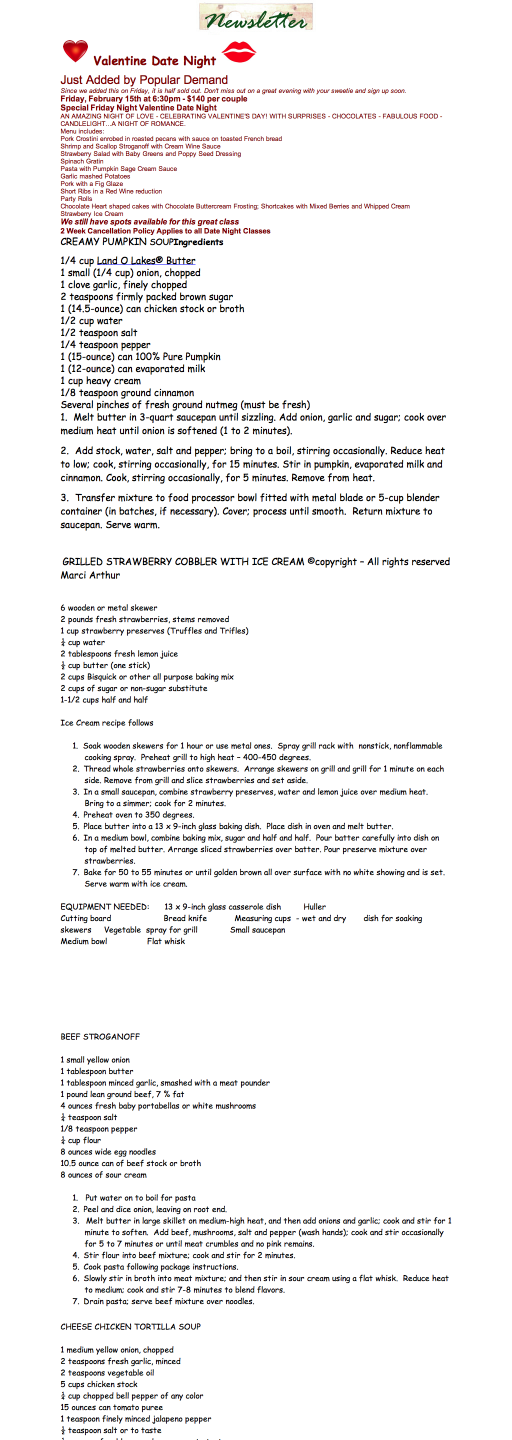 Newsletter
Valentine Date Night
Just Added by Popular Demand
Since we added this on Friday, it is half sold out. Don't miss out on a great evening with your sweetie and sign up soon.
Friday, February 15th at 6:30pm - $140 per couple
Special Friday Night Valentine Date Night
AN AMAZING NIGHT OF LOVE - CELEBRATING VALENTINE'S DAY! WITH SURPRISES - CHOCOLATES - FABULOUS FOOD -
CANDLELIGHT...A NIGHT OF ROMANCE.
Menu includes:
Pork Crostini enrobed in roasted pecans with sauce on toasted French bread
Shrimp and Scallop Stroganoff with Cream Wine Sauce
Strawberry Salad with Baby Greens and Poppy Seed Dressing
Spinach Gratin
Pasta with Pumpkin Sage Cream Sauce
Garlic mashed Potatoes
Pork with a Fig Glaze
Short Ribs in a Red Wine reduction
Party Rolls
Chocolate Heart shaped cakes with Chocolate Buttercream Frosting; Shortcakes with Mixed Berries and Whipped Cream
Strawberry Ice Cream
We still have spots available for this great class
2 Week Cancellation Policy Applies to all Date Night Classes
CREAMY PUMPKIN SOUPIngredients
1/4 cup Land O Lakes® Butter
1 small (1/4 cup) onion, chopped
1 clove garlic, finely chopped
2 teaspoons firmly packed brown sugar
1 (14.5-ounce) can chicken stock or broth
1/2 cup water
1/2 teaspoon salt
1/4 teaspoon pepper
1 (15-ounce) can 100% Pure Pumpkin
1 (12-ounce) can evaporated milk
1 cup heavy cream
1/8 teaspoon ground cinnamon
Several pinches of fresh ground nutmeg (must be fresh)
1. Melt butter in 3-quart saucepan until sizzling. Add onion, garlic and sugar; cook over
medium heat until onion is softened (1 to 2 minutes).
2. Add stock, water, salt and pepper; bring to a boil, stirring occasionally. Reduce heat
to low; cook, stirring occasionally, for 15 minutes. Stir in pumpkin, evaporated milk and
cinnamon. Cook, stirring occasionally, for 5 minutes. Remove from heat.
3. Transfer mixture to food processor bowl fitted with metal blade or 5-cup blender
container (in batches, if necessary). Cover; process until smooth. Return mixture to
saucepan. Serve warm.
GRILLED STRAWBERRY COBBLER WITH ICE CREAM ©copyright – All rights reserved
Marci Arthur
6 wooden or metal skewer
2 pounds fresh strawberries, stems removed
1 cup strawberry preserves (Truffles and Trifles)
cup water
2 tablespoons fresh lemon juice
cup butter (one stick)
2 cups Bisquick or other all purpose baking mix
2 cups of sugar or non-sugar substitute
1-1/2 cups half and half
Ice Cream recipe follows
1. Soak wooden skewers for 1 hour or use metal ones. Spray grill rack with nonstick, nonflammable
cooking spray. Preheat grill to high heat – 400-450 degrees.
2. Thread whole strawberries onto skewers. Arrange skewers on grill and grill for 1 minute on each
side. Remove from grill and slice strawberries and set aside.
3. In a small saucepan, combine strawberry preserves, water and lemon juice over medium heat.
Bring to a simmer; cook for 2 minutes.
4. Preheat oven to 350 degrees.
5. Place butter into a 13 x 9-inch glass baking dish. Place dish in oven and melt butter.
6. In a medium bowl, combine baking mix, sugar and half and half. Pour batter carefully into dish on
top of melted butter. Arrange sliced strawberries over batter. Pour preserve mixture over
strawberries.
7. Bake for 50 to 55 minutes or until golden brown all over surface with no white showing and is set.
Serve warm with ice cream.
EQUIPMENT NEEDED: 13 x 9-inch glass casserole dish Huller
Cutting board Bread knife Measuring cups - wet and dry dish for soaking
skewers Vegetable spray for grill Small saucepan
Medium bowl Flat whisk
BEEF STROGANOFF
1 small yellow onion
1 tablespoon butter
1 tablespoon minced garlic, smashed with a meat pounder
1 pound lean ground beef, 7 % fat
4 ounces fresh baby portabellas or white mushrooms
teaspoon salt
1/8 teaspoon pepper
cup flour
8 ounces wide egg noodles
10.5 ounce can of beef stock or broth
8 ounces of sour cream
1. Put water on to boil for pasta
2. Peel and dice onion, leaving on root end.
3. Melt butter in large skillet on medium-high heat, and then add onions and garlic; cook and stir for 1
minute to soften. Add beef, mushrooms, salt and pepper (wash hands); cook and stir occasionally
for 5 to 7 minutes or until meat crumbles and no pink remains.
4. Stir flour into beef mixture; cook and stir for 2 minutes.
5. Cook pasta following package instructions.
6. Slowly stir in broth into meat mixture; and then stir in sour cream using a flat whisk. Reduce heat
to medium; cook and stir 7-8 minutes to blend flavors.
7. Drain pasta; serve beef mixture over noodles.
CHEESE CHICKEN TORTILLA SOUP
1 medium yellow onion, chopped
2 teaspoons fresh garlic, minced
2 teaspoons vegetable oil
5 cups chicken stock
cup chopped bell pepper of any color
15 ounces can tomato puree
1 teaspoon finely minced jalapeno pepper
teaspoon salt or to taste